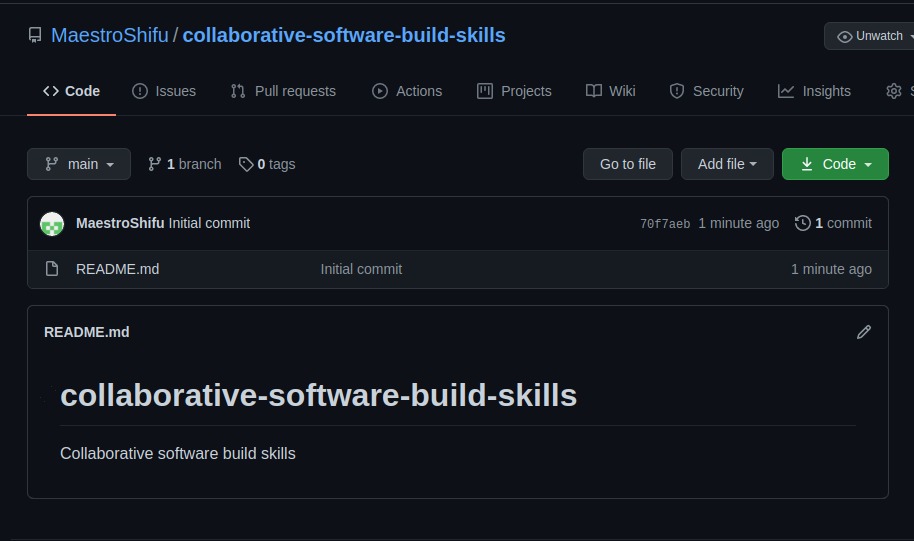 MaestroShifu / collaborative-software-build-skills Unwatch
Code Issues Pull requests Actions Projects Wiki Security Insights
main 1 branch 0 tags Go to file Add file Code
MaestroShifu Initial commit 70f7aeb 1 minute ago 1 commit
README.md Initial commit 1 minute ago
README.md
collaborative-software-build-skills
Collaborative software build skills